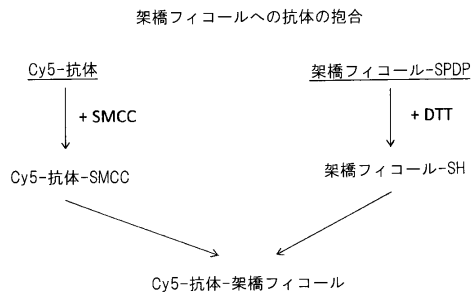 架橋フィコールへの抗体の抱合
Cy5-抗体
架橋フィコール-SPDP
+ SMCC
+ DTT
Cy5-抗体-SMCC
架橋フィコール-SH
Cy5-抗体-架橋フィコール